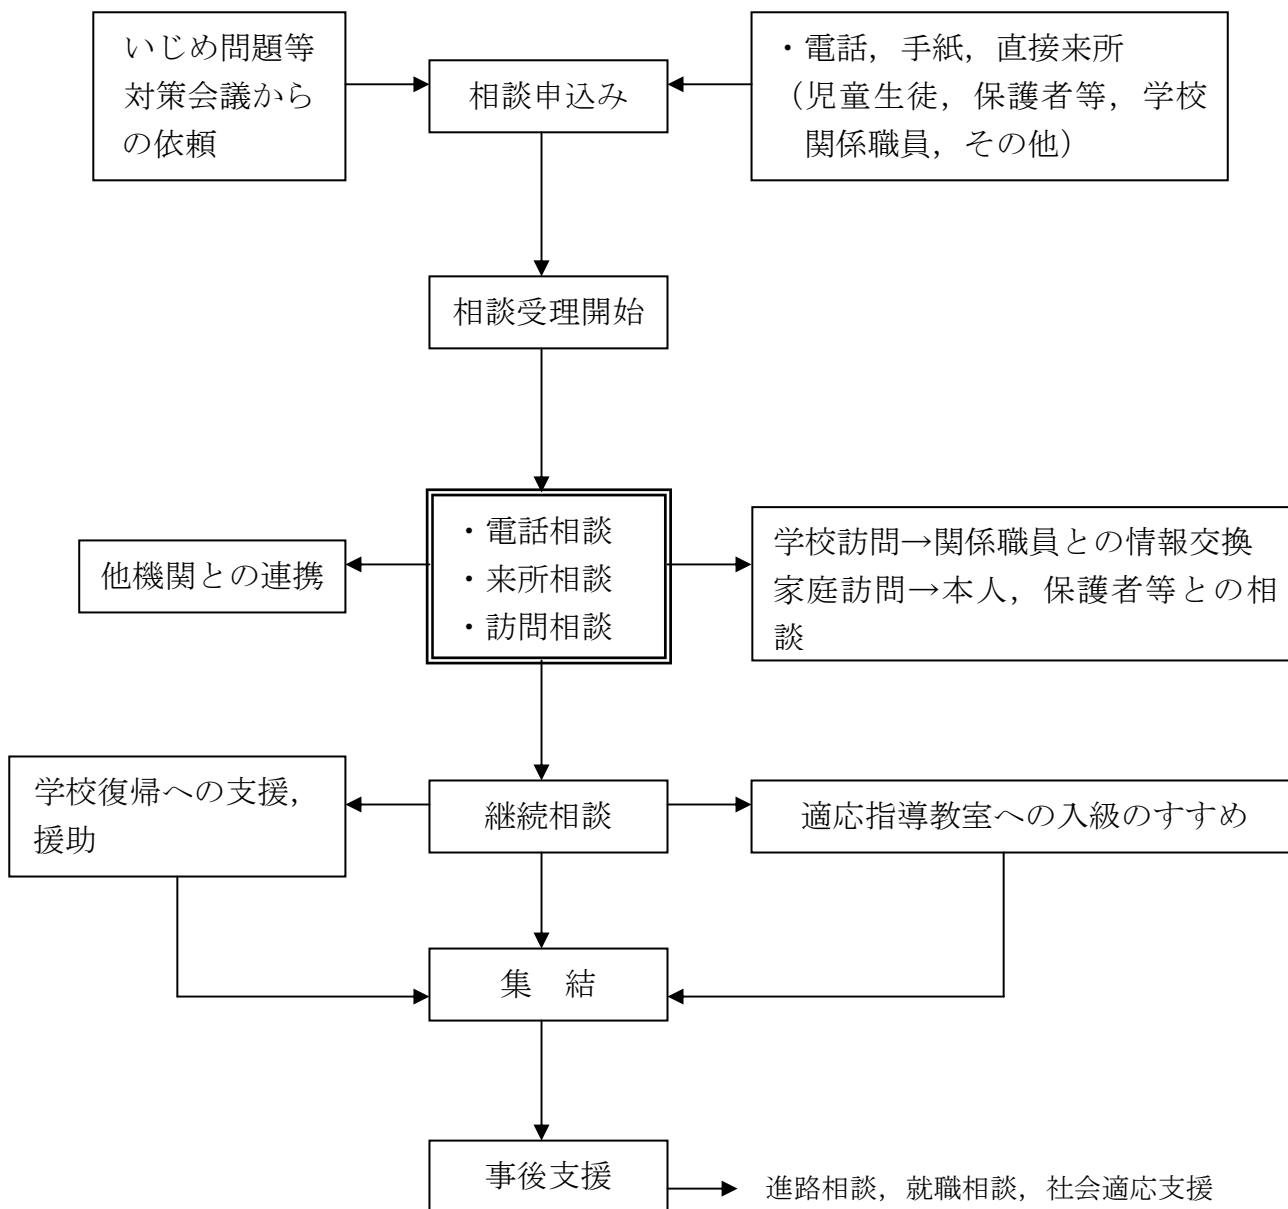 いじめ問題等
対策会議から
の依頼
相談申込み
・電話，手紙，直接来所
（児童生徒，保護者等，学校
関係職員，その他）
相談受理開始
他機関との連携
・電話相談
・来所相談
・訪問相談
学校訪問→関係職員との情報交換
家庭訪問→本人，保護者等との相
談
学校復帰への支援，
援助
継続相談
適応指導教室への入級のすすめ
集　結
事後支援
進路相談，就職相談，社会適応支援